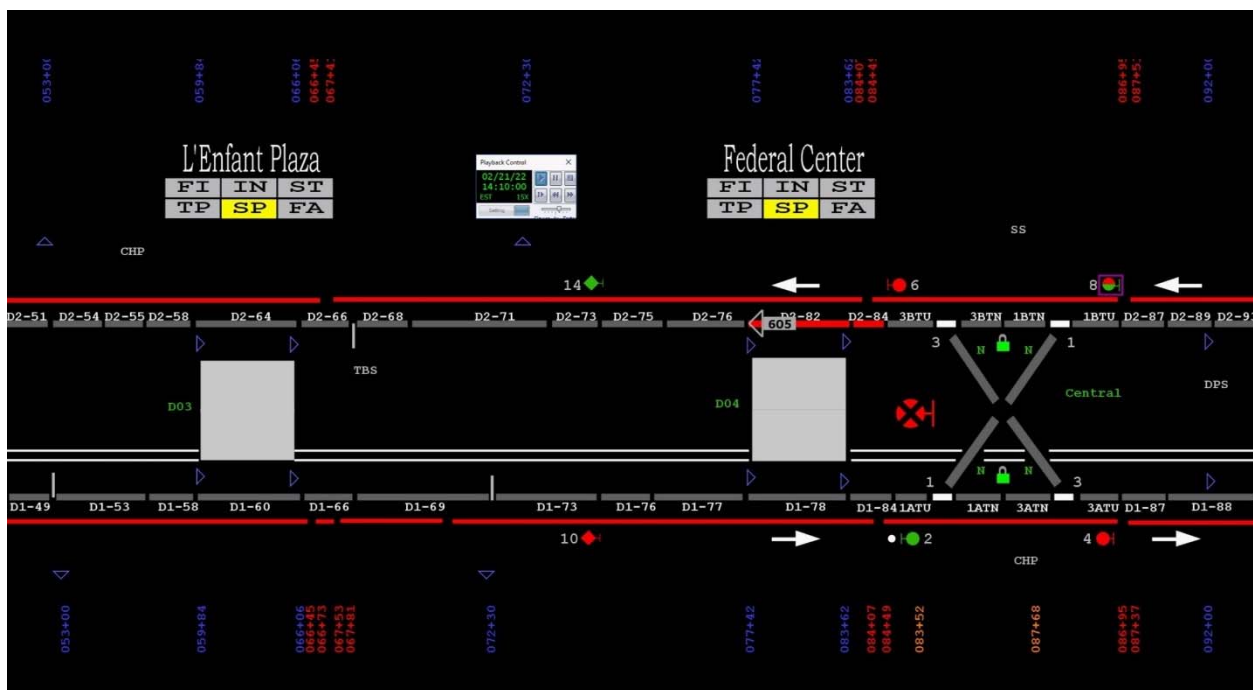 053+00
059+84
066+06
066+45
072+30
077+42
083+62
084+07
084+49
086+95
092+00
L'Enfant Plaza
FI IN ST
TP SP FA
Playback Control X
02/21/22
14:10:00
EST 15X
Setting
Federal Center
FI IN ST
TP SP FA
CHP
SS
14
6
8
D2-51 D2-54 D2-55 D2-58 D2-64 D2-66 D2-68 D2-71 D2-73 D2-75 D2-76 D2-82 D2-84 3BTU 3BTN 1BTN 1BTU D2-87 D2-89 D2-91
605
3 N N 1
TBS
DPS
Central
D03
D04
1 N N 3
D1-49 D1-53 D1-58 D1-60 D1-66 D1-69 D1-73 D1-76 D1-77 D1-78 D1-84 1ATU 1ATN 3ATN 3ATU D1-87 D1-88
10
2
4
CHP
053+00
059+84
066+06
066+45
066+73
067+53
067+81
072+30
077+42
083+62
084+07
084+49
083+52
087+68
086+95
087+37
092+00